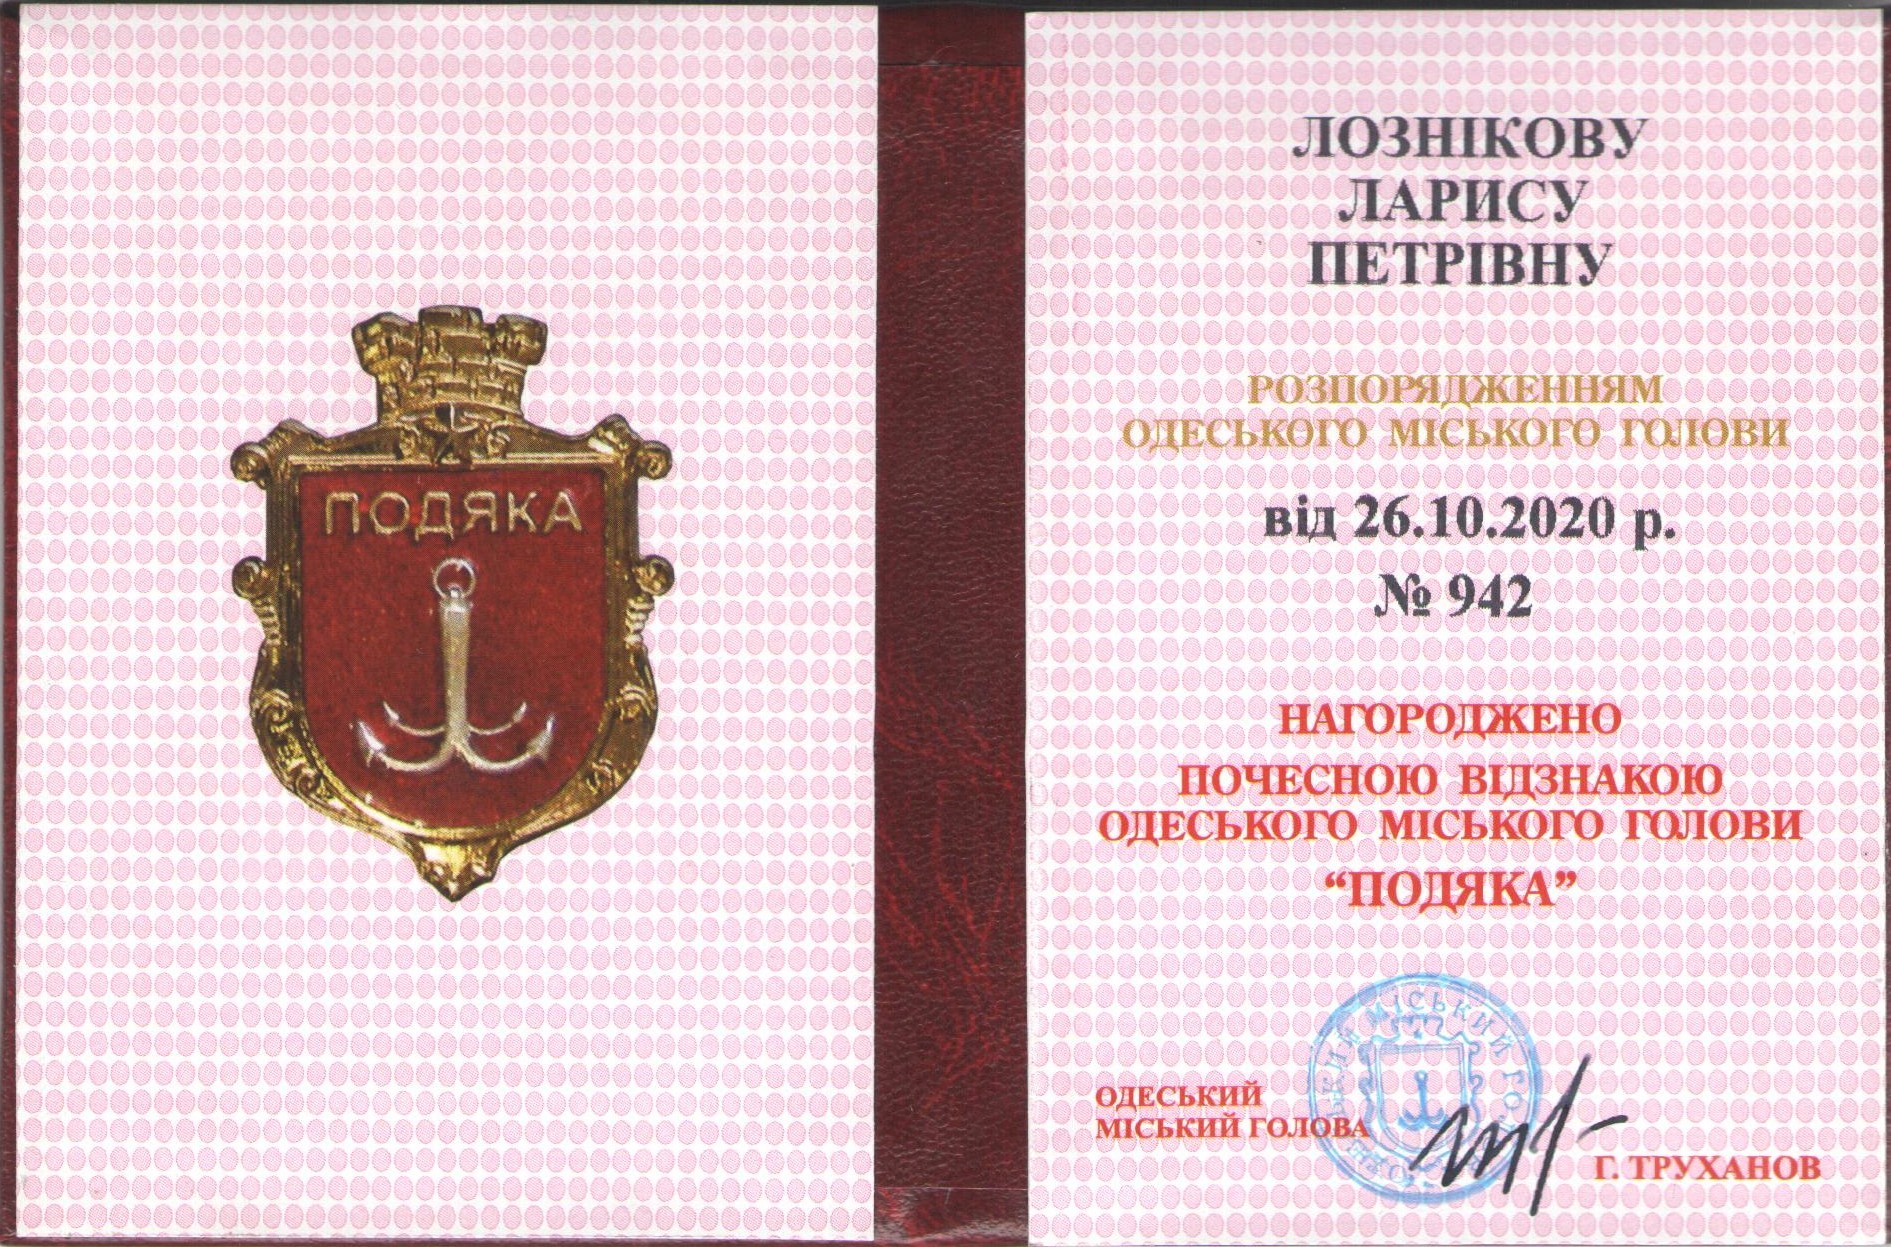 ПОДЯКА
ЛОЗНІКОВУ
ЛАРИСУ
ПЕТРІВНУ
РОЗПОРЯДЖЕННЯМ
ОДЕСЬКОГО МІСЬКОГО ГОЛОВИ
від 26.10.2020 р.
№ 942
НАГОРОДЖЕНО
ПОЧЕСНОЮ ВІДЗНАКОЮ
ОДЕСЬКОГО МІСЬКОГО ГОЛОВИ
“ПОДЯКА”
МІСЬКИЙ
ОДЕСЬКИЙ
МІСЬКИЙ ГОЛОВА
Г. ТРУХАНОВ